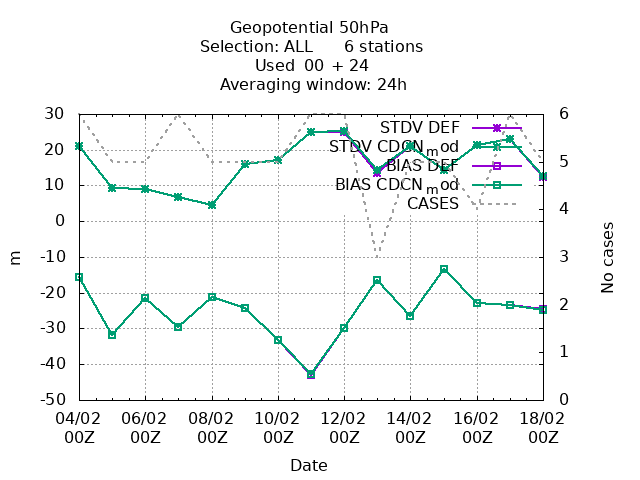 Geopotential 50hPa
Selection: ALL 6 stations
Used 00 + 24
Averaging window: 24h
30
20
10
0
-10
-20
-30
-40
-50
m
6
5
4
3
2
1
0
No cases
STDV DEF
STDV CDCN_mod
BIAS DEF
BIAS CDCN_mod
CASES
04/02 06/02 08/02 10/02 12/02 14/02 16/02 18/02
00Z 00Z 00Z 00Z 00Z 00Z 00Z 00Z
Date